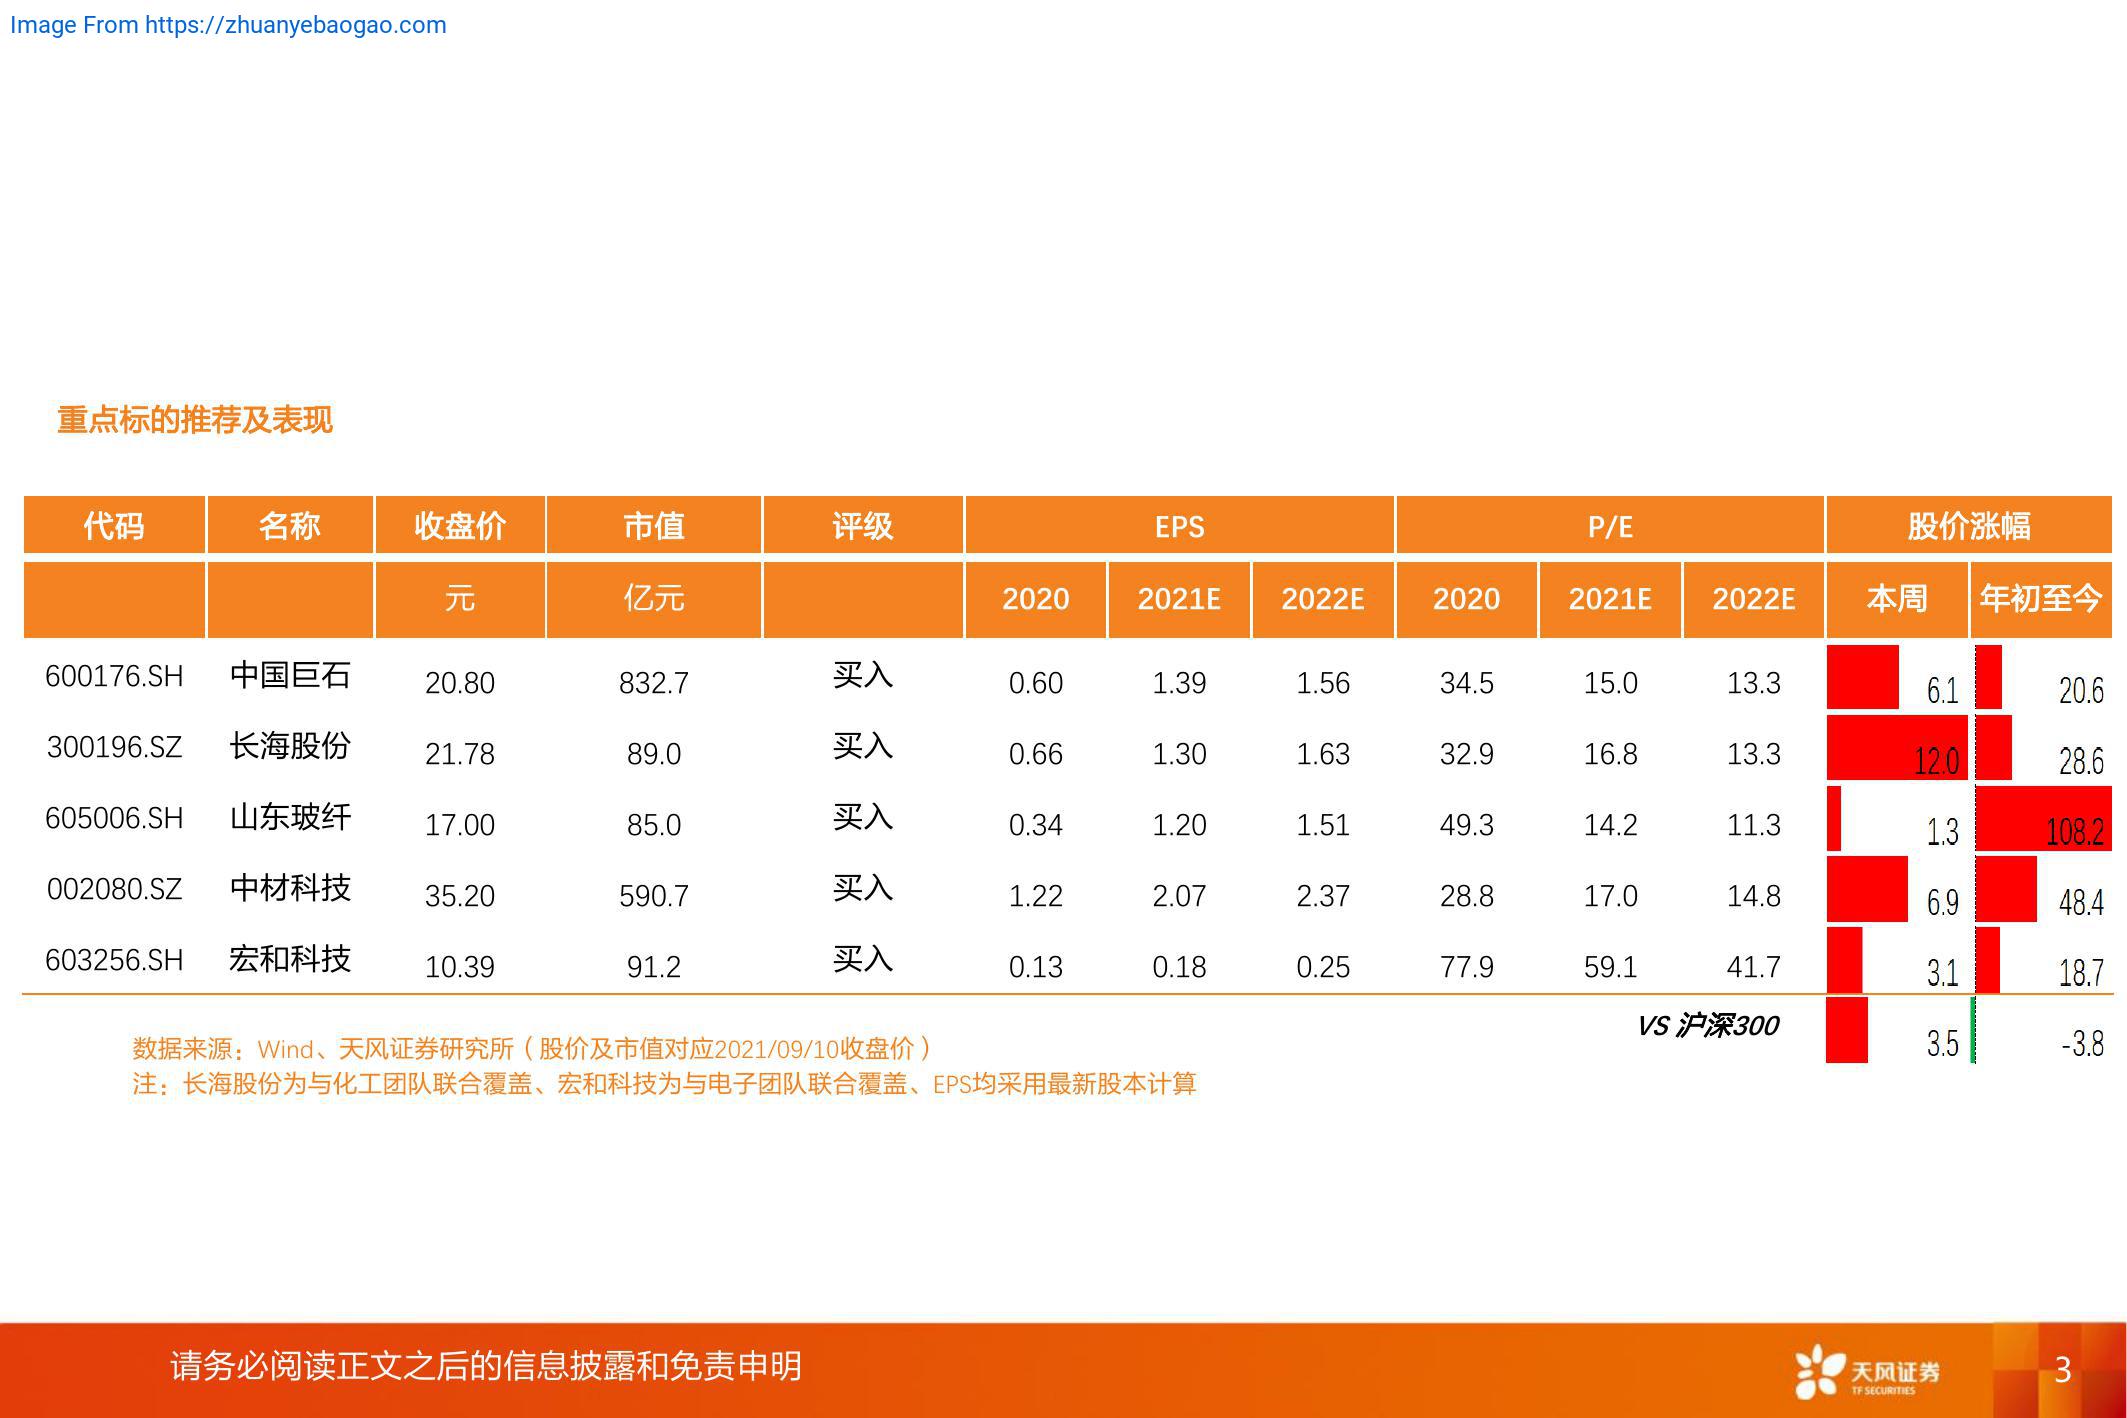 Image From https://zhuanyebaogao.com
重点标的推荐及表现
代码 名称 收盘价 市值 评级 EPS P/E 股价涨幅
元 亿元 2020 2021E 2022E 2020 2021E 2022E 本周 年初至今
600176.SH 中国巨石 20.80 832.7 买入 0.60 1.39 1.56 34.5 15.0 13.3 6.1 20.6
300196.SZ 长海股份 21.78 89.0 买入 0.66 1.30 1.63 32.9 16.8 13.3 12.0 28.6
605006.SH 山东玻纤 17.00 85.0 买入 0.34 1.20 1.51 49.3 14.2 11.3 1.3 108.2
002080.SZ 中材科技 35.20 590.7 买入 1.22 2.07 2.37 28.8 17.0 14.8 6.9 48.4
603256.SH 宏和科技 10.39 91.2 买入 0.13 0.18 0.25 77.9 59.1 41.7 3.1 18.7
VS 沪深300 3.5 -3.8
数据来源：Wind、天风证券研究所（股价及市值对应2021/09/10收盘价）
注：长海股份为与化工团队联合覆盖、宏和科技为与电子团队联合覆盖、EPS均采用最新股本计算
请务必阅读正文之后的信息披露和免责申明
天风证券
TF SECURITIES
3